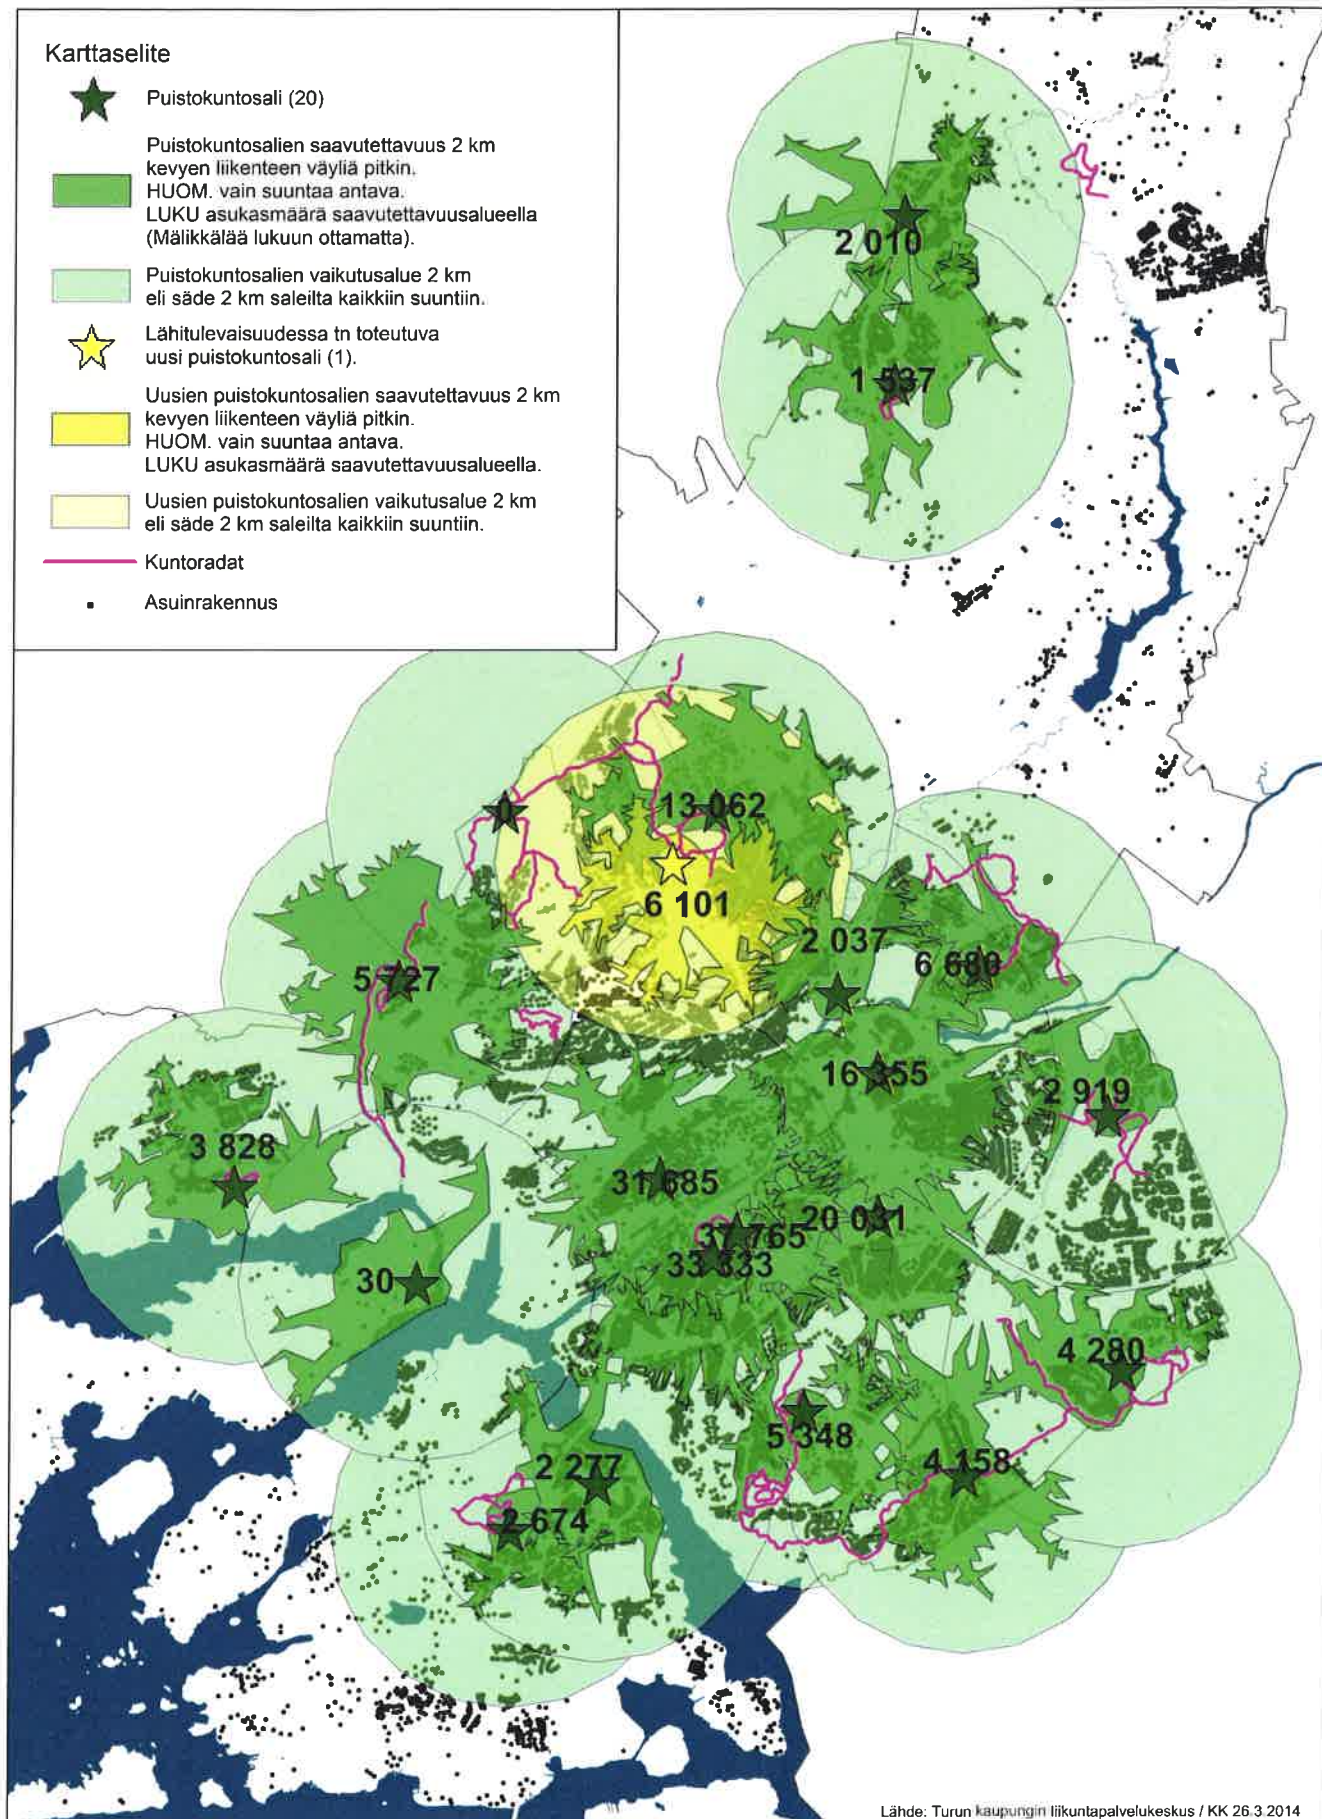 Karttaselite
Puistokuntosali (20)
Puistokuntosalien saavutettavuus 2 km
kevyen liikenteen väyliä pitkin.
HUOM. vain suuntaa antava.
LUKU asukasmäärä saavutettavuusalueella
(Mälikkälää lukuun ottamatta).
Puistokuntosalien vaikutusalue 2 km
eli säde 2 km saleilta kaikkiin suuntiin.
Lähitulevaisuudessa tn toteutuva
uusi puistokuntosali (1).
Uusien puistokuntosalien saavutettavuus 2 km
kevyen liikenteen väyliä pitkin.
HUOM. vain suuntaa antava.
LUKU asukasmäärä saavutettavuusalueella.
Uusien puistokuntosalien vaikutusalue 2 km
eli säde 2 km saleilta kaikkiin suuntiin.
Kuntoradat
Asuinrakennus
2 010
1 537
0
13 062
6 101
2 037
5 727
6 680
16 355
2 919
3 828
31 685
20 031
37 765
33 333
30
4 280
5 348
4 158
2 277
2 674
Lähde: Turun kaupungin liikuntapalvelukeskus / KK 26.3.2014